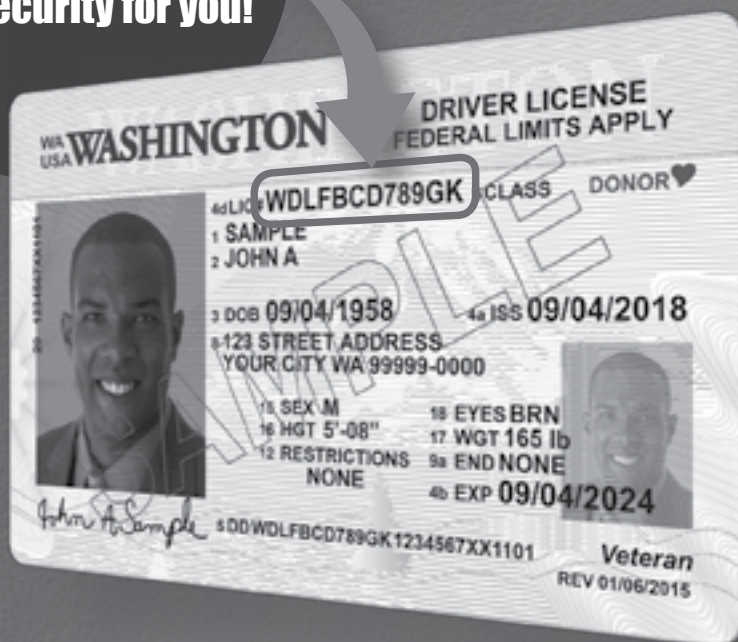 ecurity for you!
WA USA WASHINGTON
DRIVER LICENSE
FEDERAL LIMITS APPLY
4d LIC# WDLFBCD789GK 9CLASS DONOR
1 SAMPLE
2 JOHN A
20 1234567XX1101
3 DOB 09/04/1958 4a ISS 09/04/2018
8 123 STREET ADDRESS
YOUR CITY WA 99999-0000
15 SEX M 18 EYES BRN
16 HGT 5'-08" 17 WGT 165 lb
12 RESTRICTIONS 9a END NONE
NONE
4b EXP 09/04/2024
John A Sample
5 DD WDLFBCD789GK1234567XX1101
Veteran
REV 01/06/2015
SAMPLE